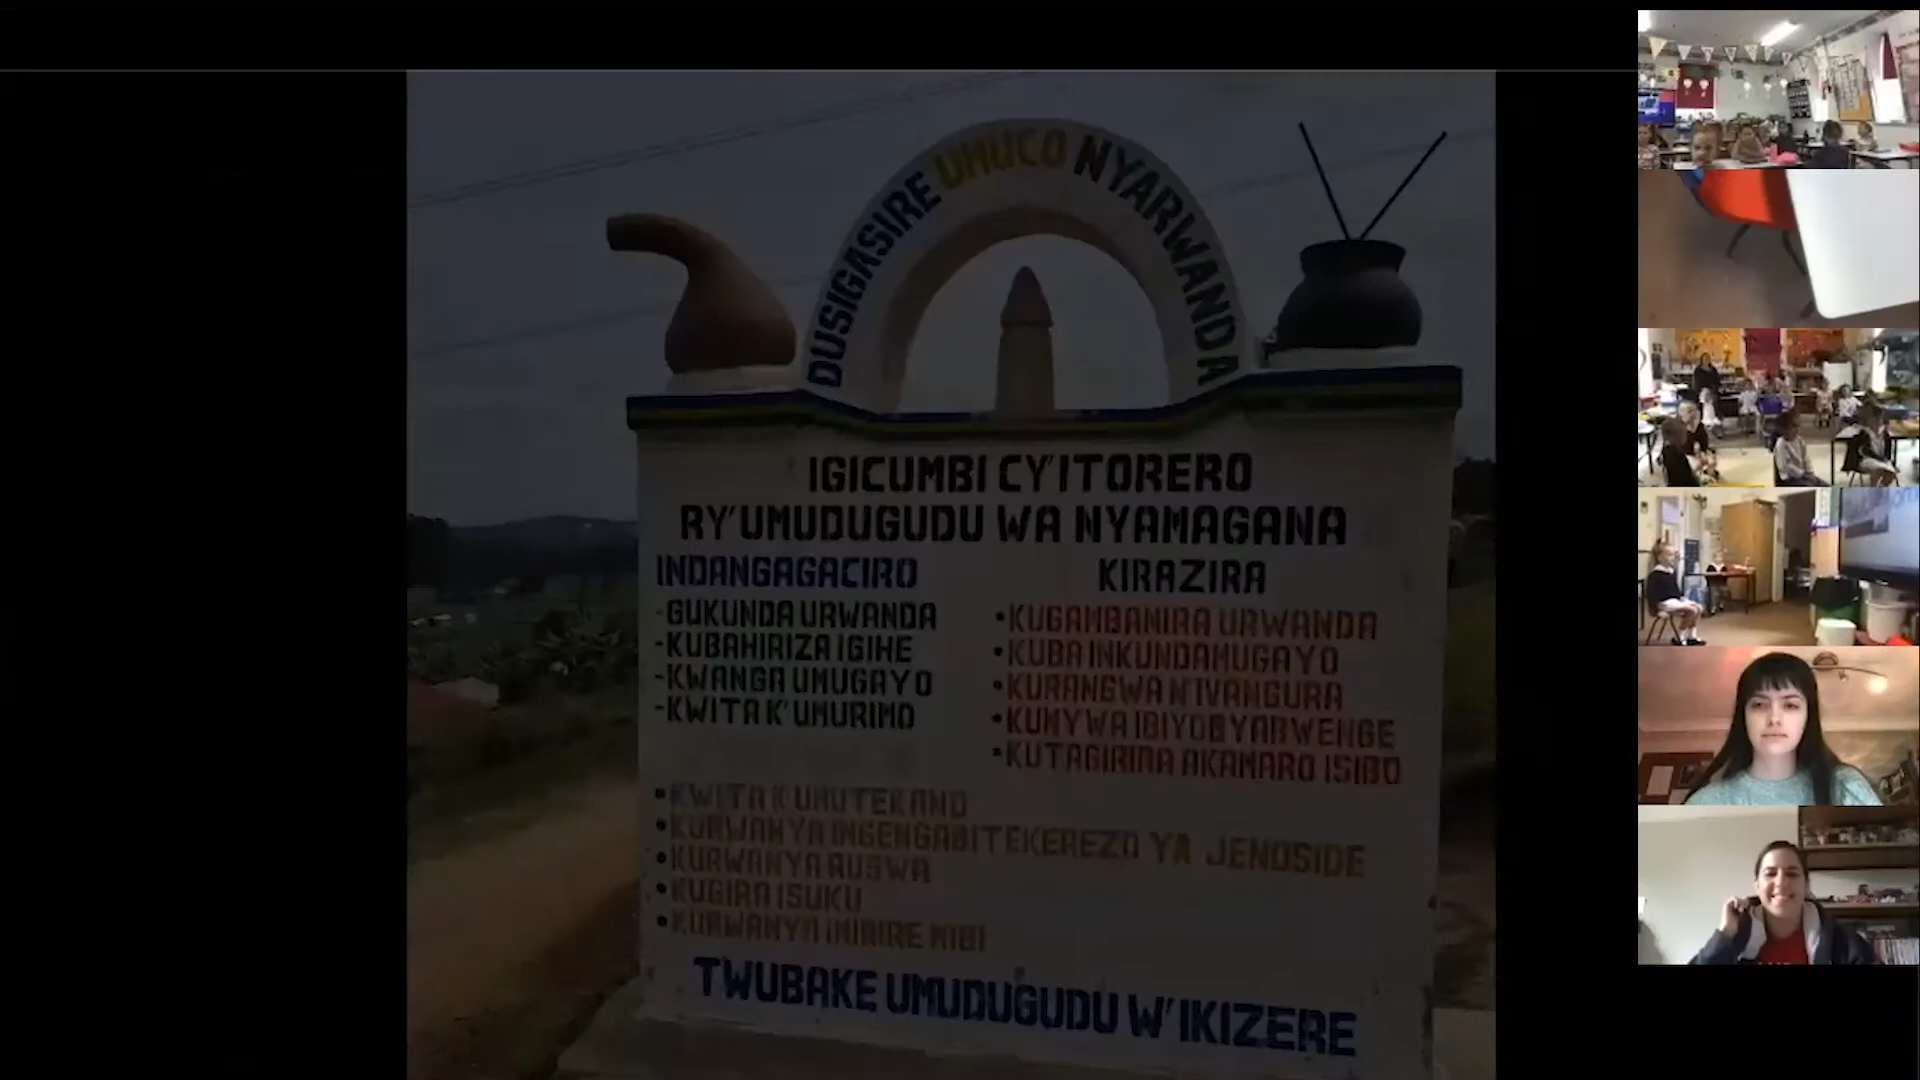 DUSIGASIRE UMUCO NYARWANDA
IGICUMBI CY'ITORERO
RY'UMUDUGUDU WA NYAMAGANA
INDANGAGACIRO
-GUKUNDA URWANDA
-KUBAHIRIZA IGIHE
-KWANGA UMUGAYO
-KWITA K'UMURIMO
KIRAZIRA
•KUGAMBANIRA URWANDA
•KUBA INKUNDAMUGAYO
•KURANGWA N'IVANGURA
•KUNYWA IBIYOBYABWENGE
•KUTAGIRIRA AKAMARO ISIBO
•KWITA K'UMUTEKANO
•KURWANYA INGENGABITEKEREZO YA JENOSIDE
•KURWANYA RUSWA
•KUGIRA ISUKU
•KURWANYA IMIRIRE MIBI
TWUBAKE UMUDUGUDU W'IKIZERE